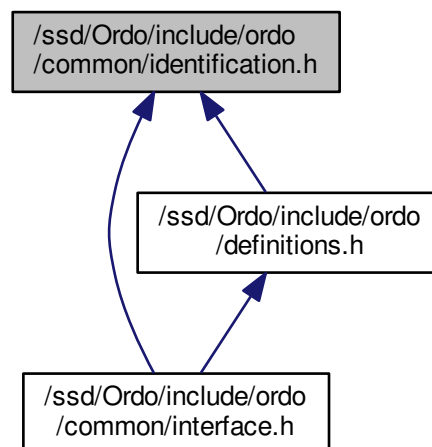 /ssd/Ordo/include/ordo
/common/identification.h
/ssd/Ordo/include/ordo
/definitions.h
/ssd/Ordo/include/ordo
/common/interface.h